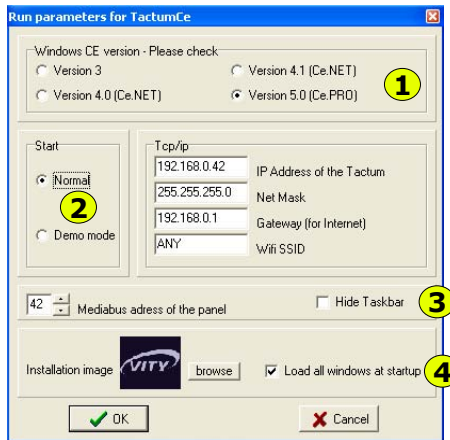 Run parameters for TactumCe
Windows CE version - Please check
Version 3
Version 4.1 (Ce.NET)
Version 4.0 (Ce.NET)
Version 5.0 (Ce.PRO)
1
Start
Normal
2
Demo mode
Tcp/ip
192.168.0.42 IP Address of the Tactum
255.255.255.0 Net Mask
192.168.0.1 Gateway (for Internet)
ANY Wifi SSID
42 Mediabus adress of the panel
Hide Taskbar
3
Installation image
VITY
browse
Load all windows at startup
4
OK
Cancel